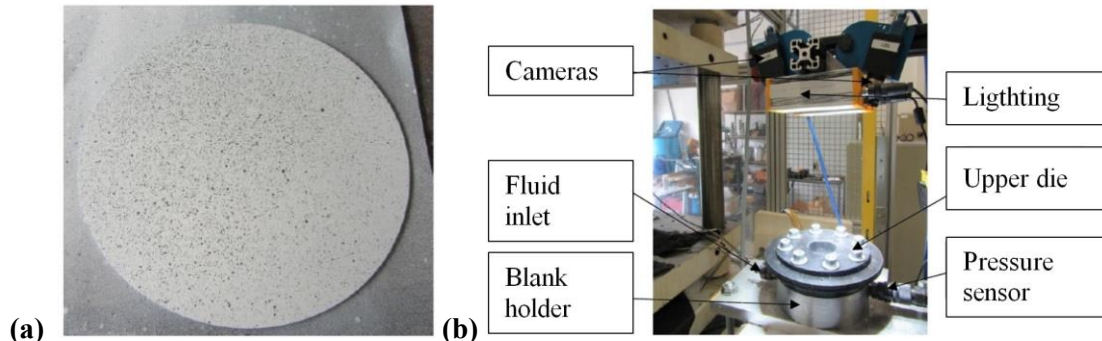 Cameras
Ligthting
Fluid
inlet
Upper die
Blank
holder
Pressure
sensor
(a)
(b)